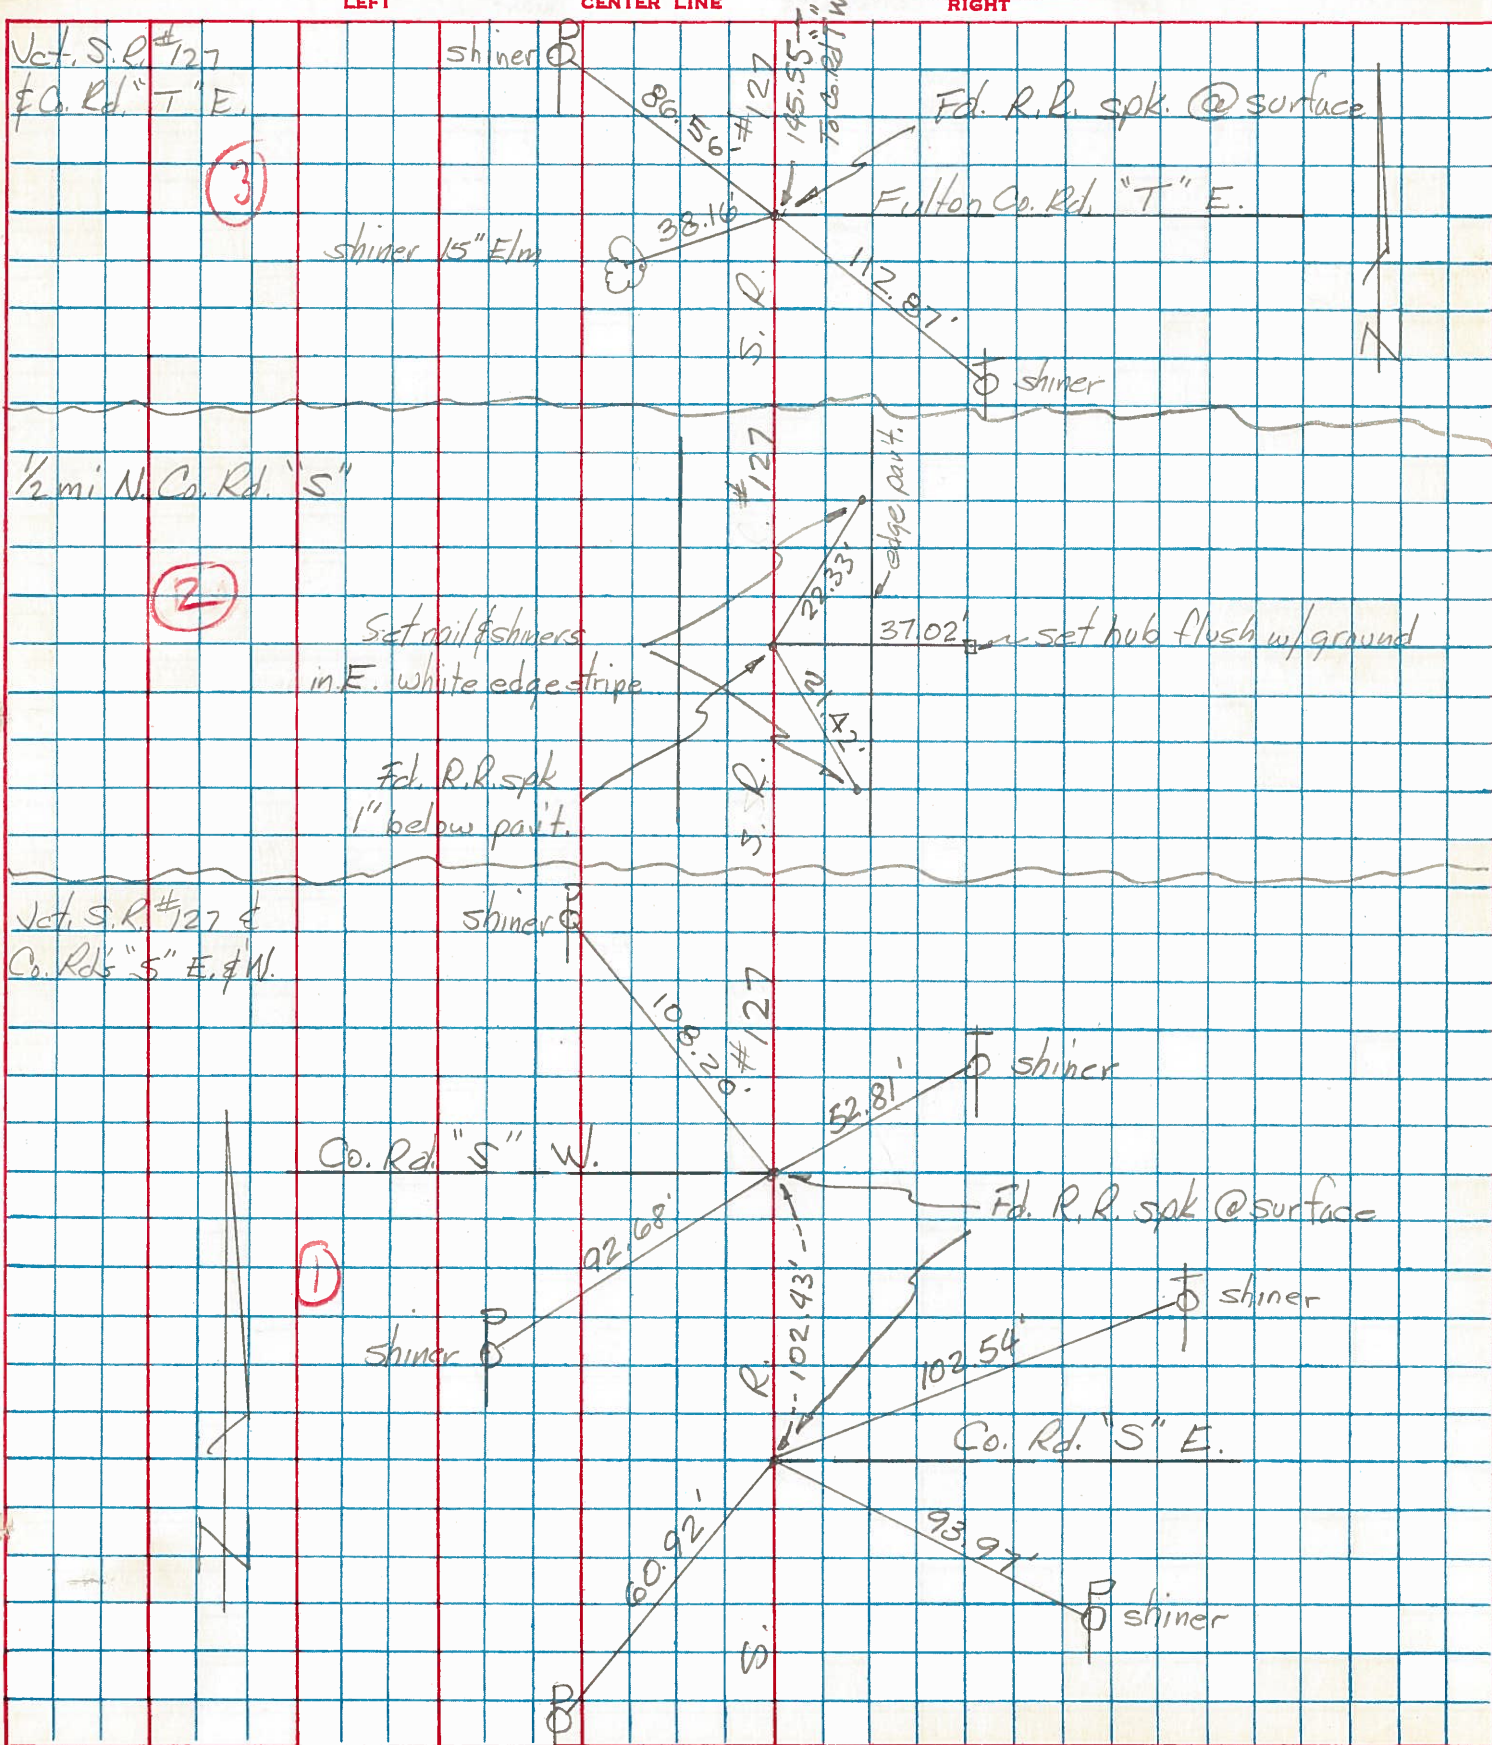 LEFT
CENTER LINE
RIGHT
Jct. S.R. #127
& Co. Rd. "T" E.
3
shiner
P
86.56
#127
145.55'
To Co. Rd "T" W
Fd. R.R. spk. @ surface
Fulton Co. Rd. "T" E.
38.16'
shiner 15" Elm
112.87'
S. R.
T
shiner
N
1/2 mi N. Co. Rd. "S"
2
#127
edge pav't.
22.33'
Set nail & shiners
in E. white edge stripe
37.02'
set hub flush w/ ground
21.42'
Fd. R.R. spk
1" below pav't.
S. R.
Jct. S.R. #127 &
Co. Rd's "S" E. & W.
shiner
P
108.20'
#127
T
shiner
52.81'
Co. Rd. "S" W.
Fd. R.R. spk @ surface
92.68'
1
P
shiner
102.43'
R.
T
shiner
102.54'
Co. Rd. "S" E.
93.97'
60.92'
N
P
shiner
S.
P